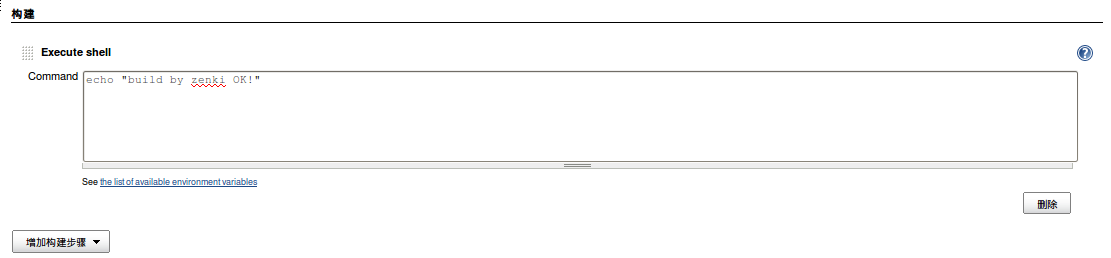 构建
Execute shell
Command
echo "build by zenki OK!"
See the list of available environment variables
删除
增加构建步骤